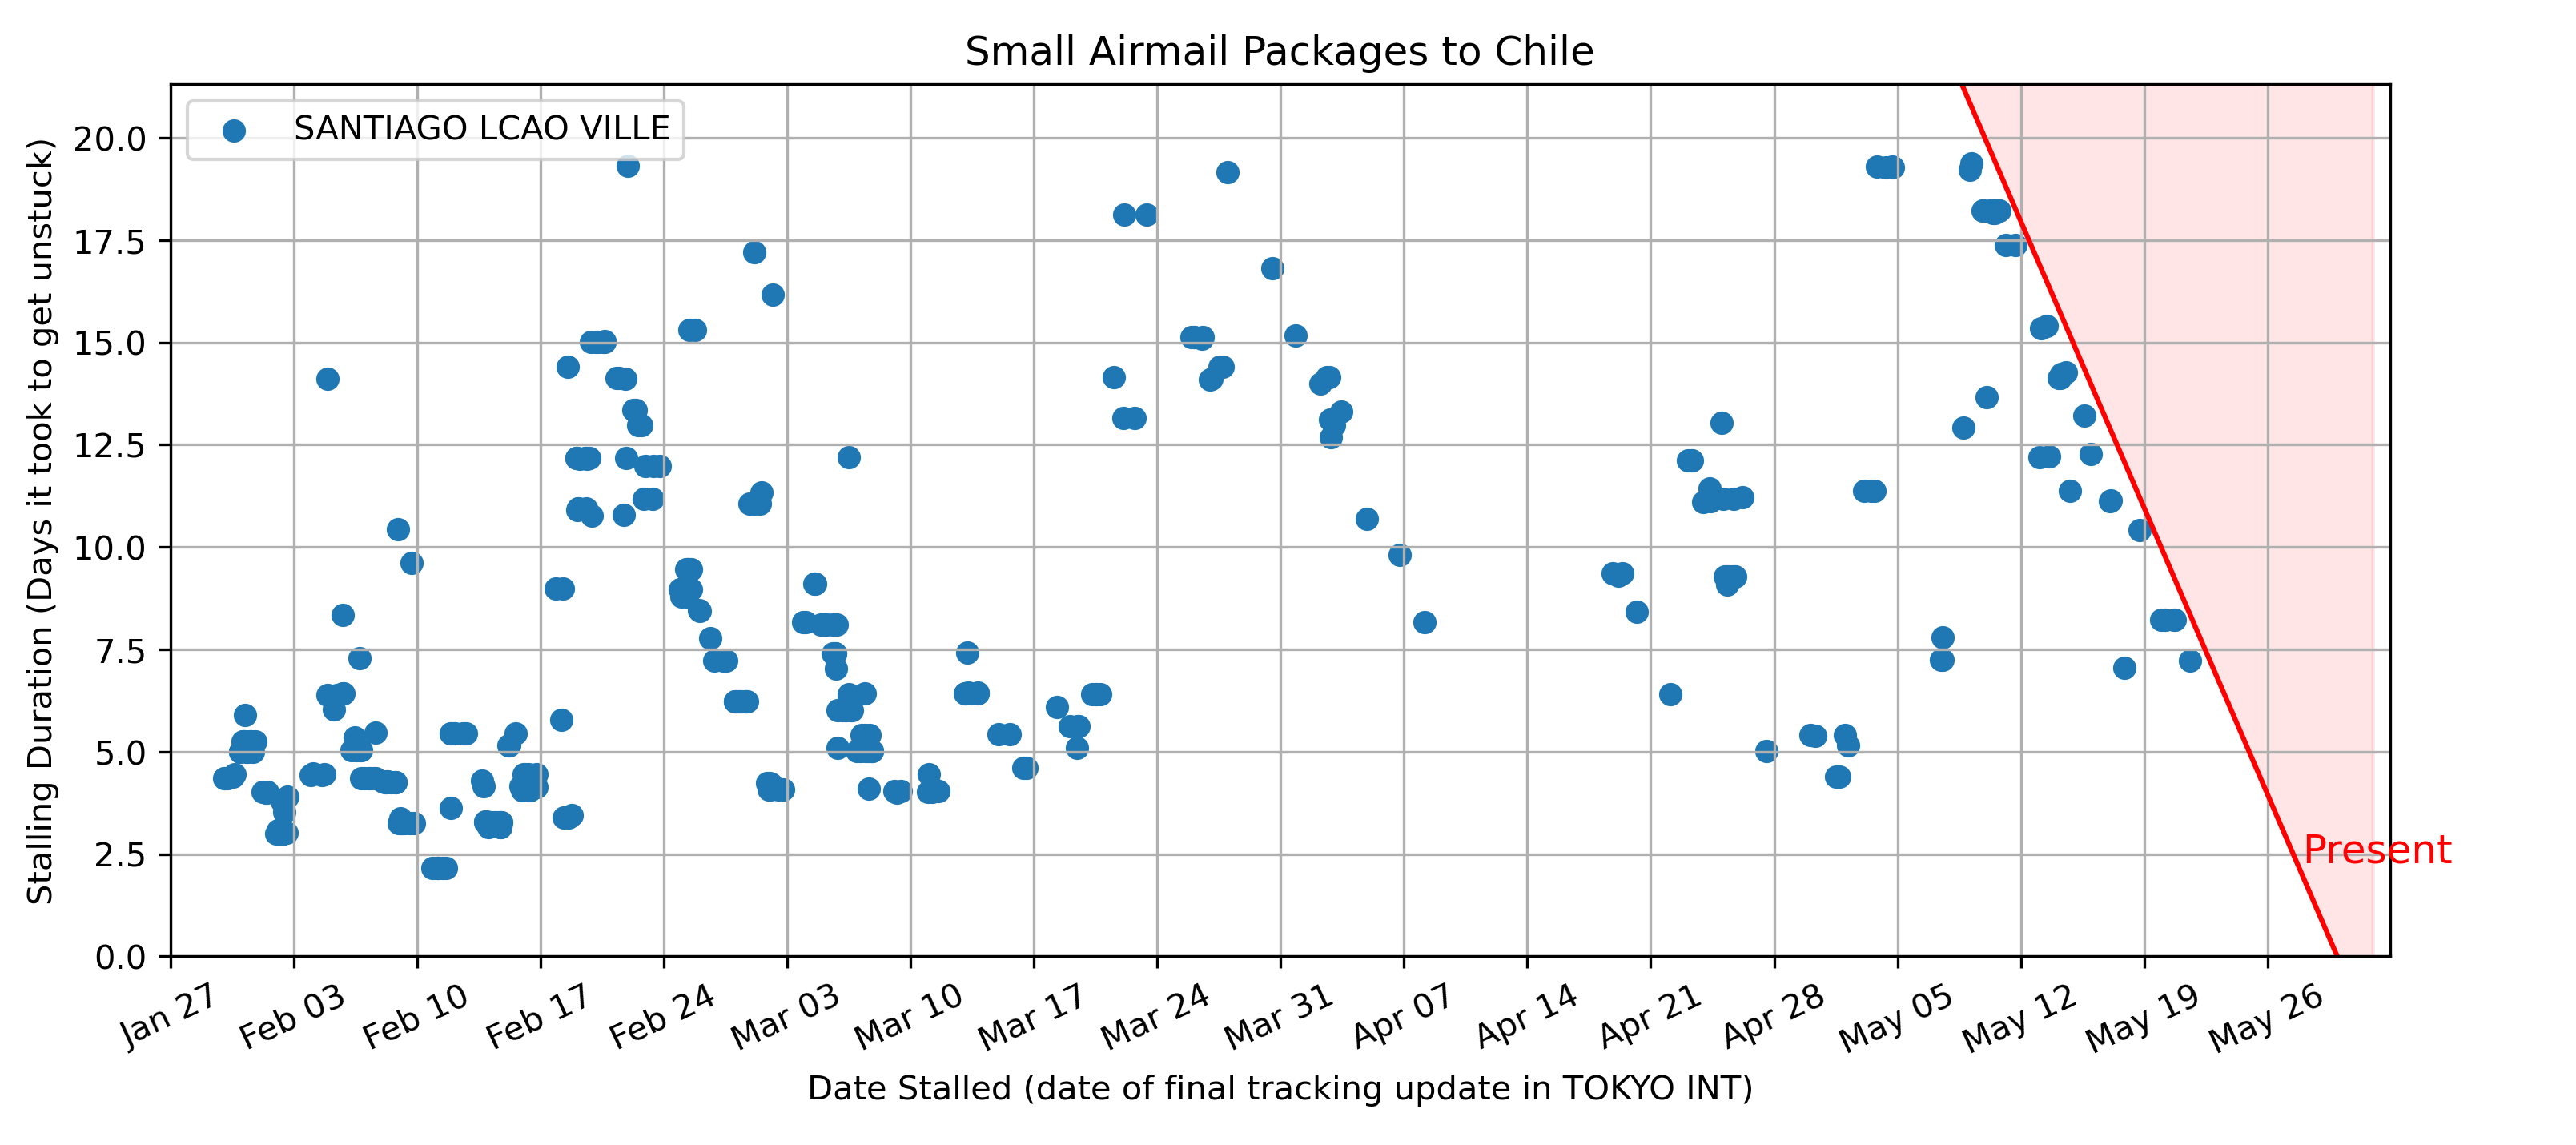 Small Airmail Packages to Chile
SANTIAGO LCAO VILLE
Stalling Duration (Days it took to get unstuck)
20.0
17.5
15.0
12.5
10.0
7.5
5.0
2.5
0.0
Present
Jan 27 Feb 03 Feb 10 Feb 17 Feb 24 Mar 03 Mar 10 Mar 17 Mar 24 Mar 31 Apr 07 Apr 14 Apr 21 Apr 28 May 05 May 12 May 19 May 26
Date Stalled (date of final tracking update in TOKYO INT)